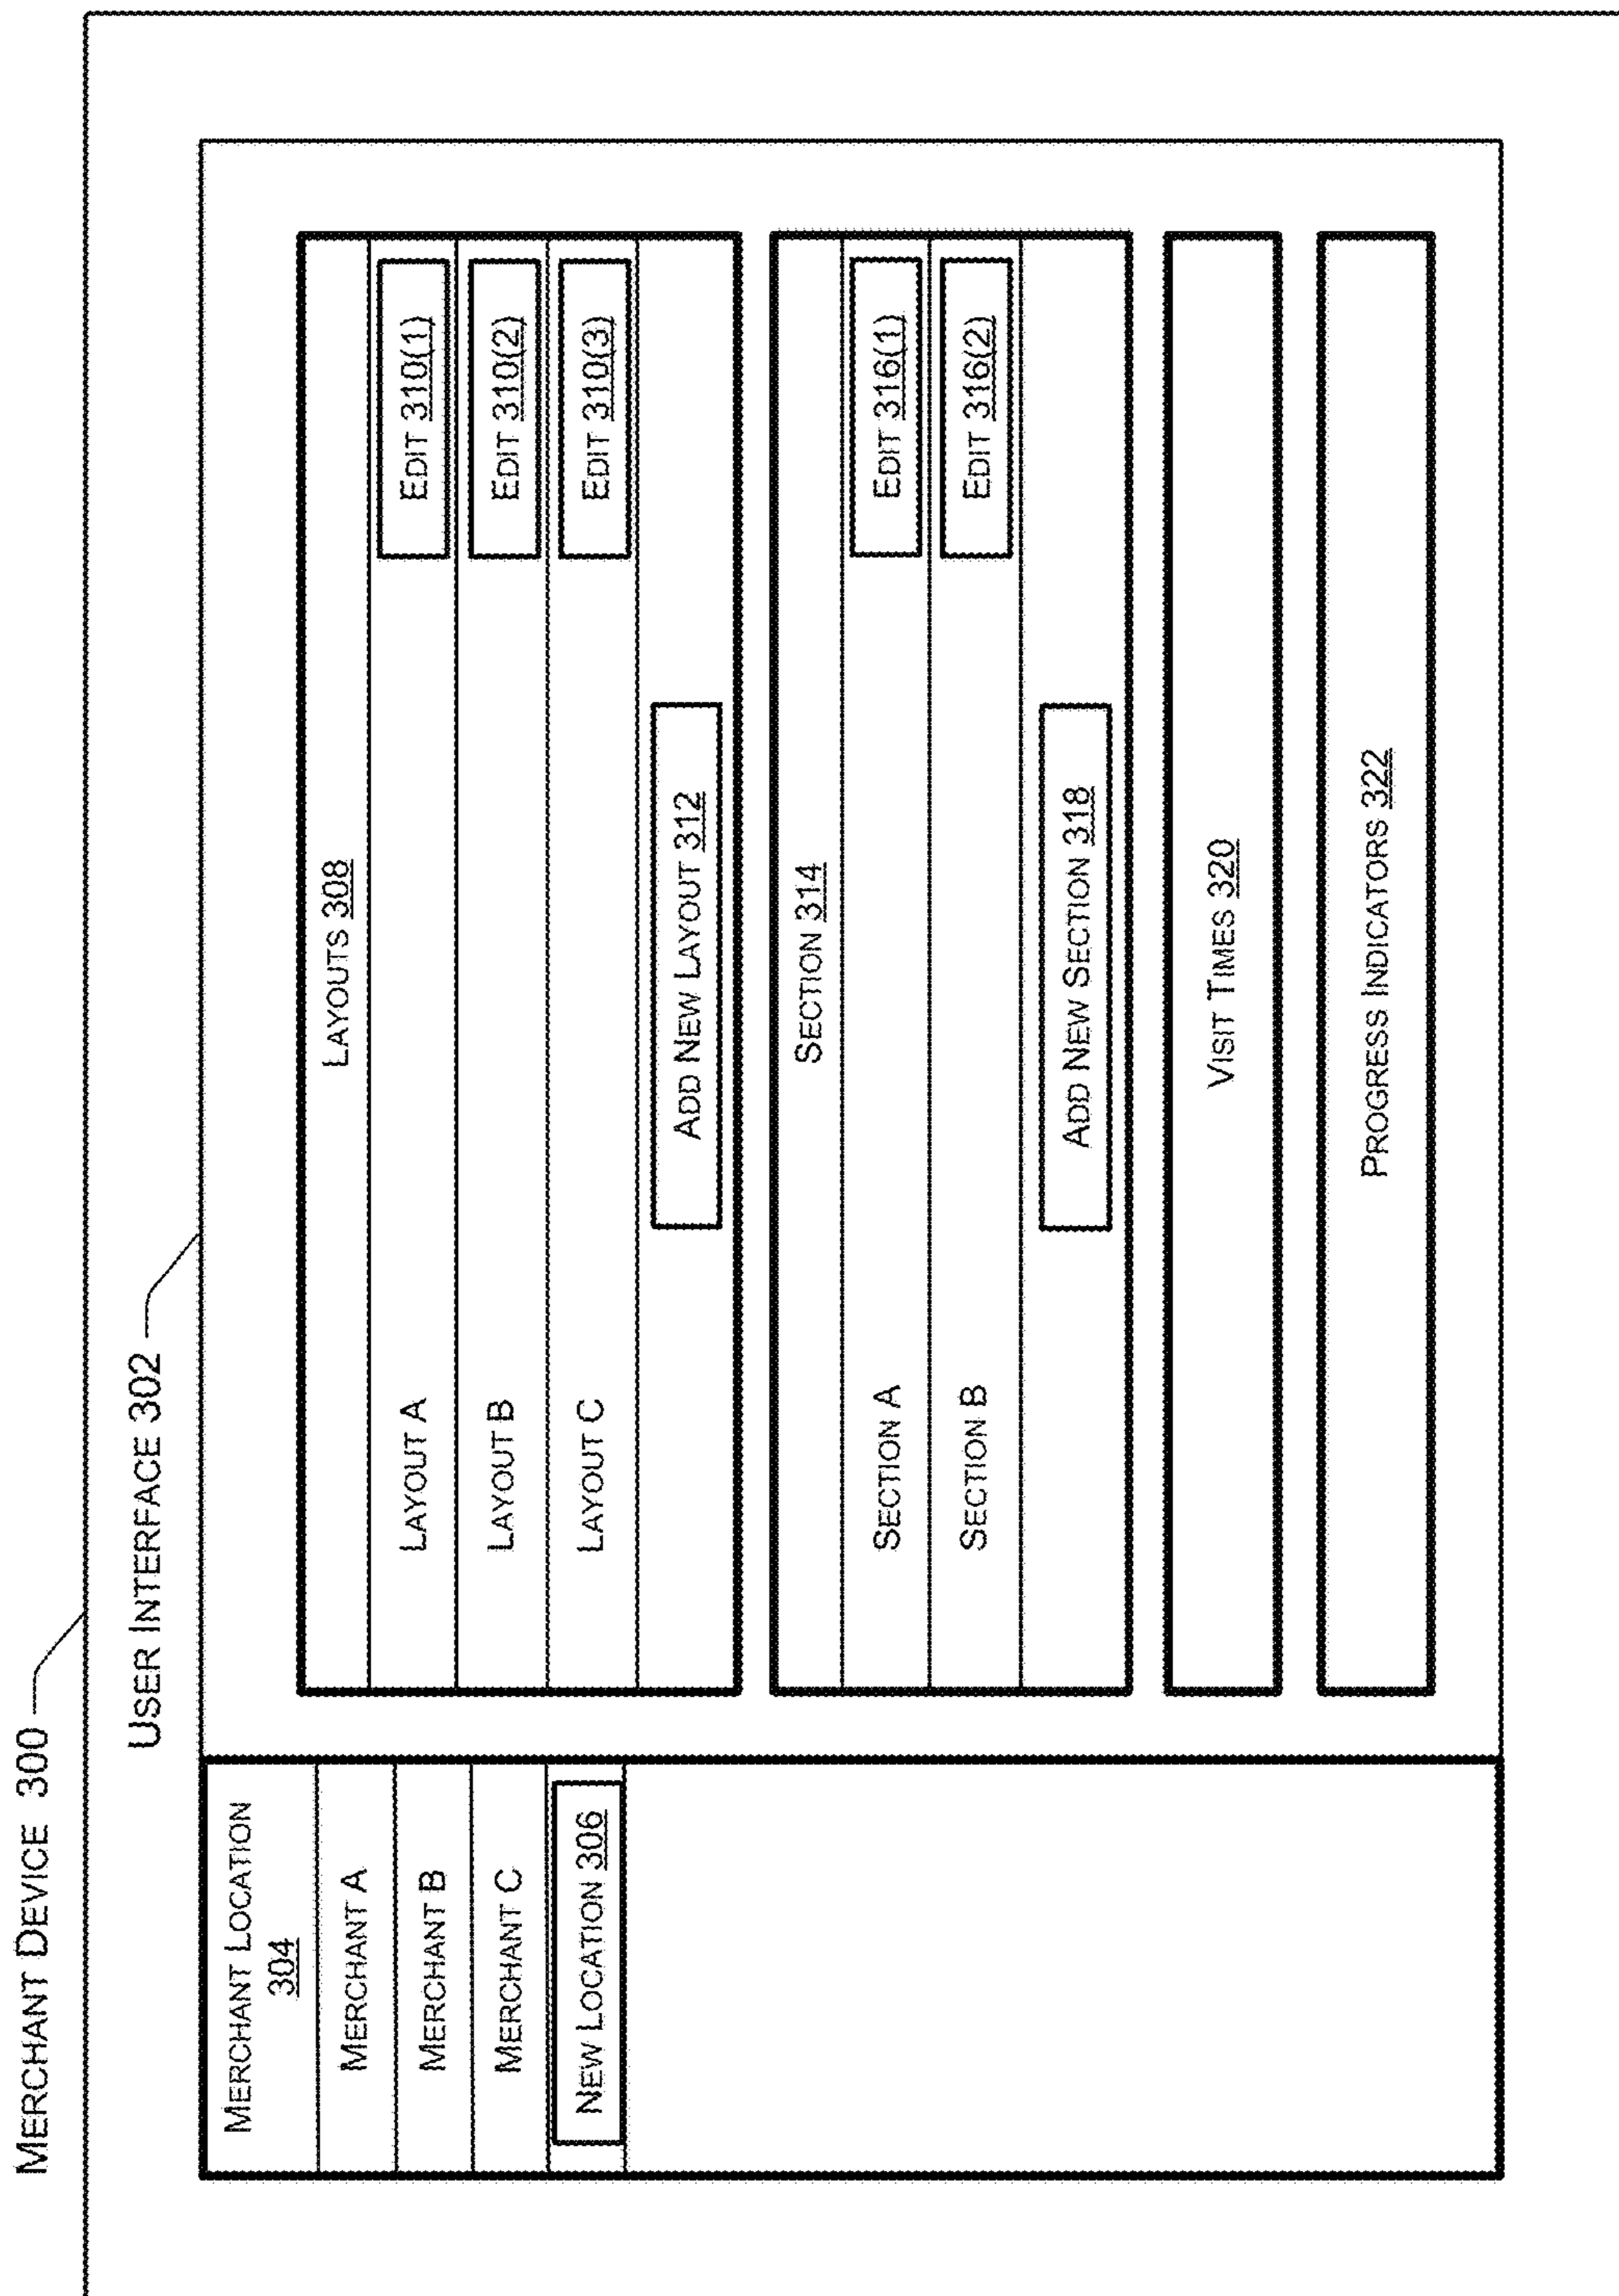 MERCHANT DEVICE 300
USER INTERFACE 302
MERCHANT LOCATION
304
MERCHANT A
MERCHANT B
MERCHANT C
NEW LOCATION 306
LAYOUTS 308
LAYOUT A
EDIT 310(1)
LAYOUT B
EDIT 310(2)
LAYOUT C
EDIT 310(3)
ADD NEW LAYOUT 312
SECTION 314
SECTION A
EDIT 316(1)
SECTION B
EDIT 316(2)
ADD NEW SECTION 318
VISIT TIMES 320
PROGRESS INDICATORS 322